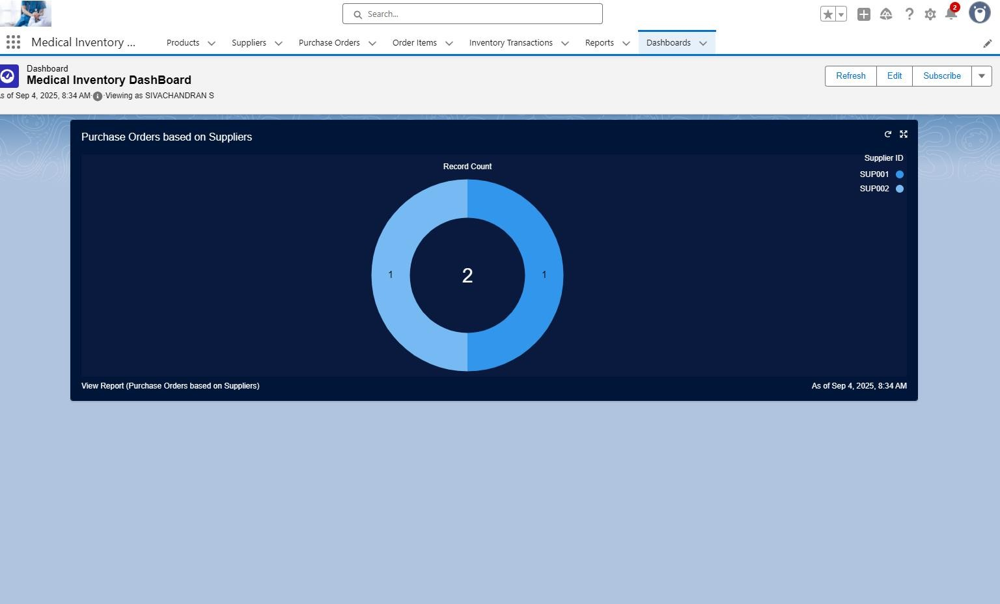 Search...
2
Medical Inventory ...
Products
Suppliers
Purchase Orders
Order Items
Inventory Transactions
Reports
Dashboards
Dashboard
Medical Inventory DashBoard
s of Sep 4, 2025, 8:34 AM·Viewing as SIVACHANDRAN S
Refresh
Edit
Subscribe
Purchase Orders based on Suppliers
Record Count
Supplier ID
SUP001
SUP002
1
2
1
View Report (Purchase Orders based on Suppliers)
As of Sep 4, 2025, 8:34 AM